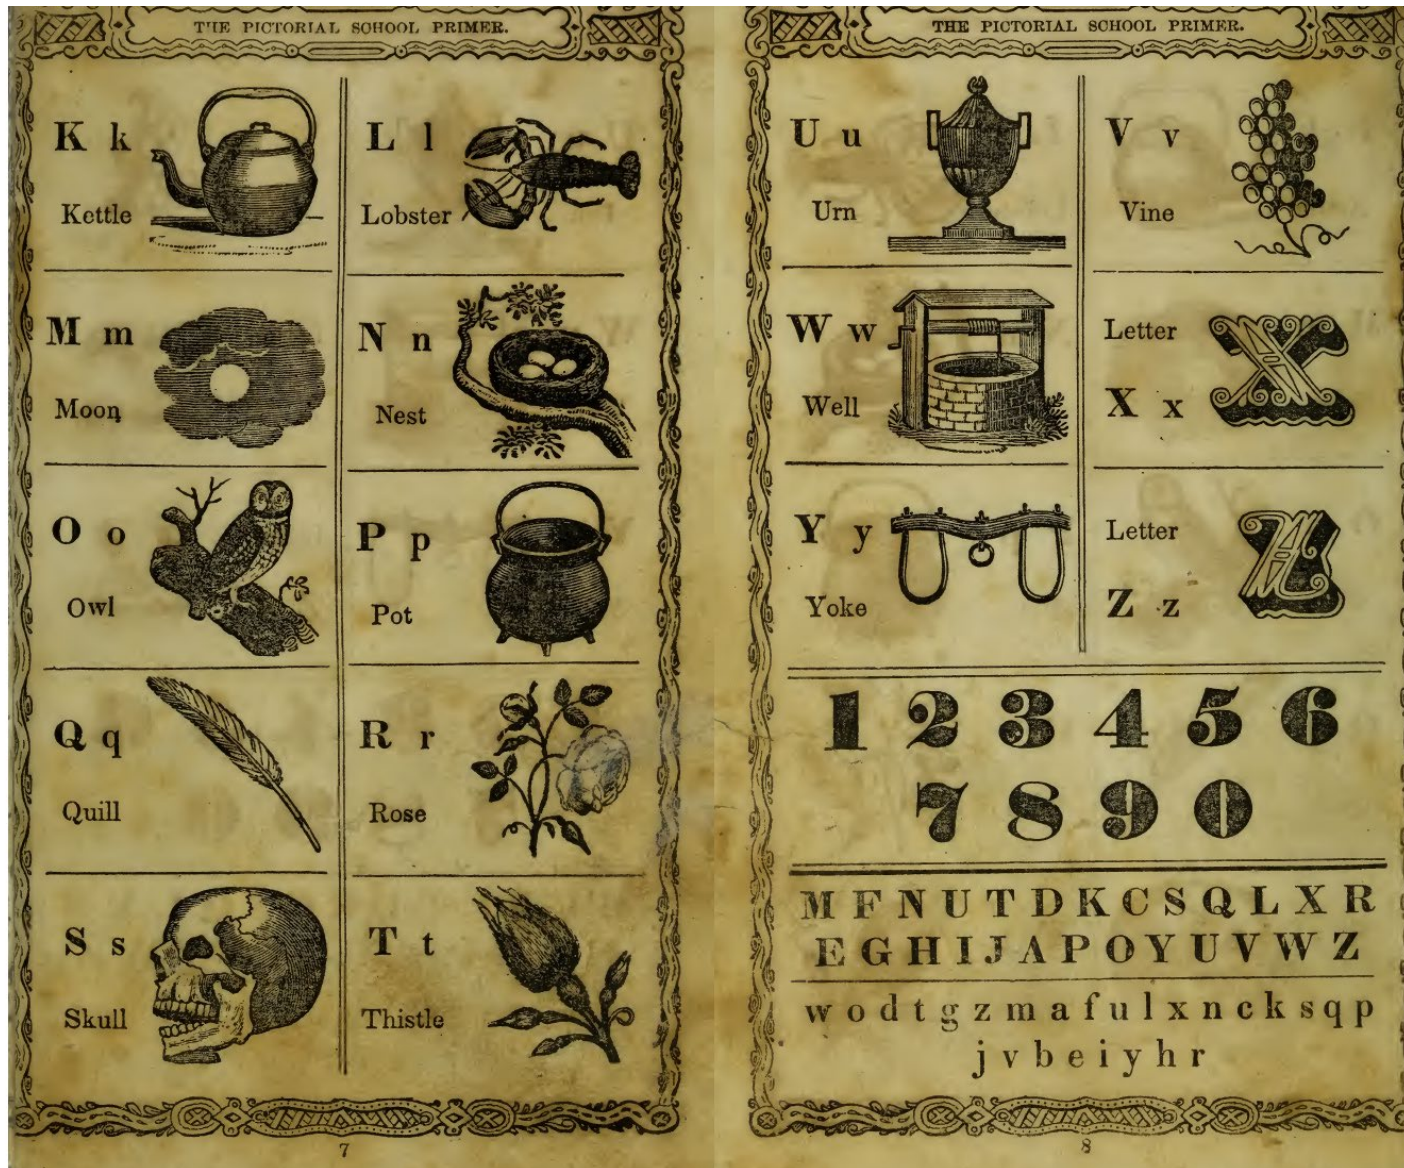 THE PICTORIAL SCHOOL PRIMER.
K k
Kettle
L l
Lobster
M m
Moon
N n
Nest
O o
Owl
P p
Pot
Q q
Quill
R r
Rose
S s
Skull
T t
Thistle
7
THE PICTORIAL SCHOOL PRIMER.
U u
Urn
V v
Vine
W w
Well
Letter
X x
X
Y y
Yoke
Letter
Z z
Z
1 2 3 4 5 6
7 8 9 0
M F N U T D K C S Q L X R
E G H I J A P O Y U V W Z
w o d t g z m a f u l x n c k s q p
j v b e i y h r
8